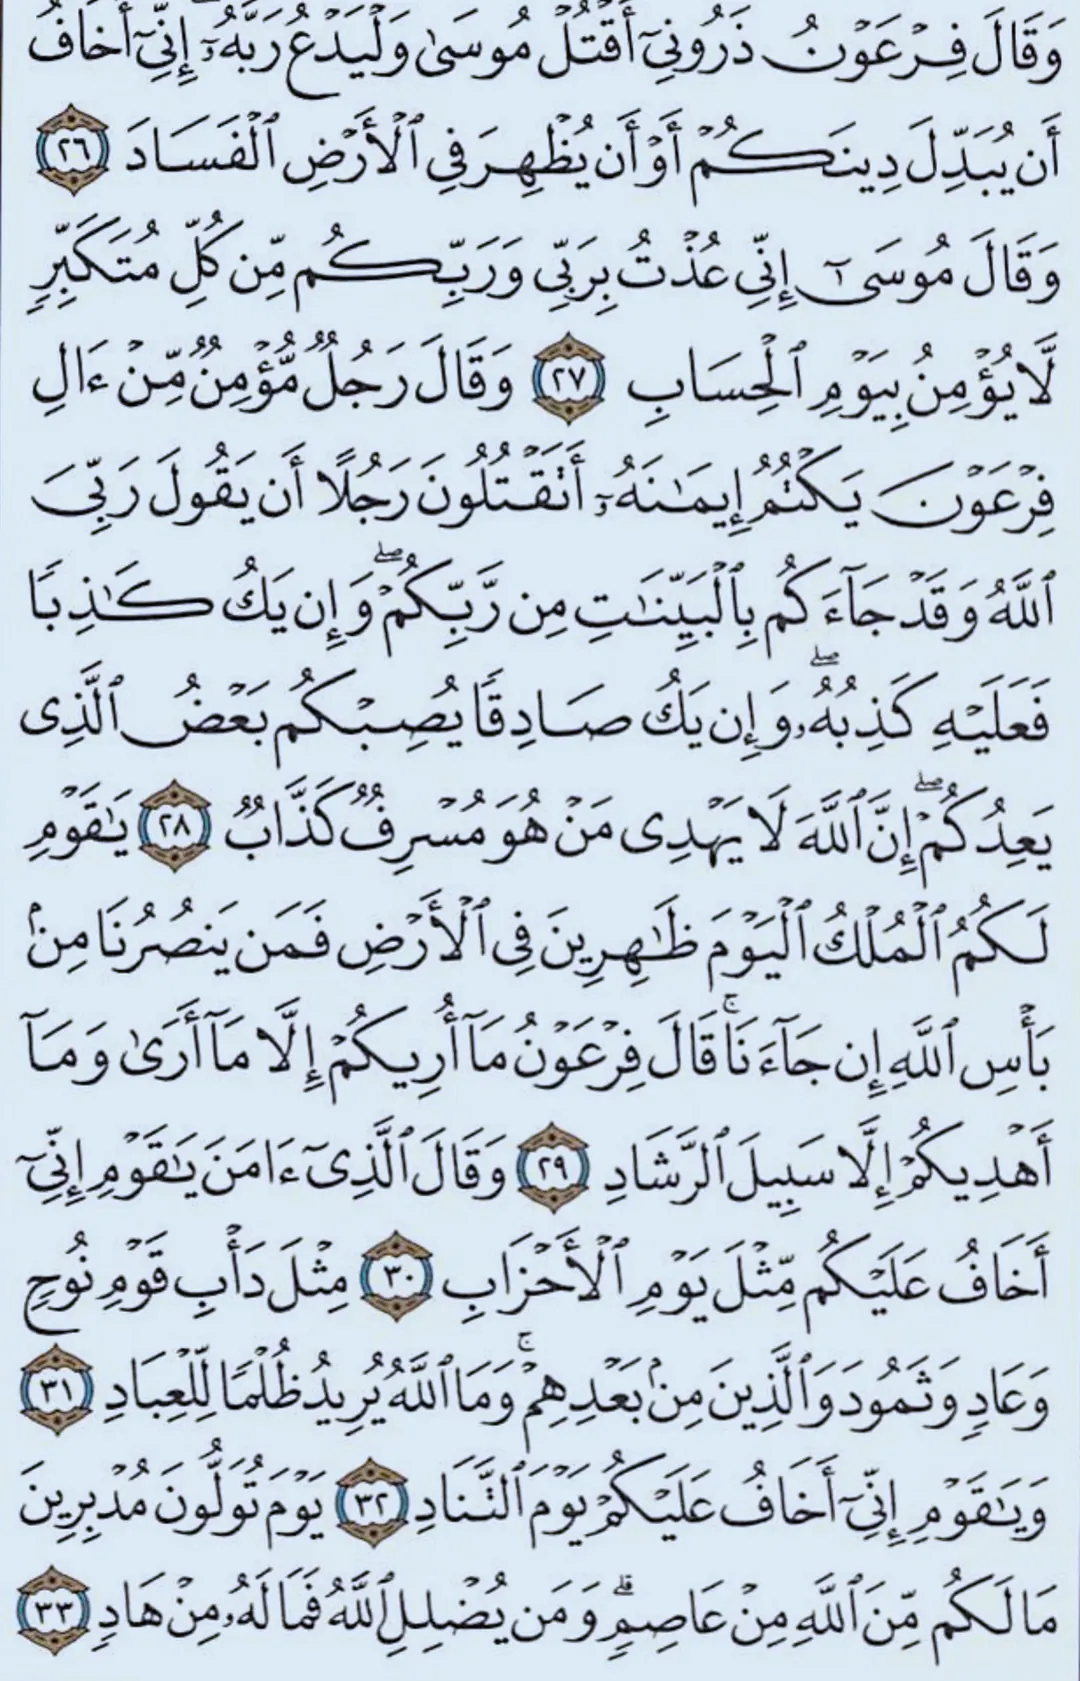 وَقَالَ فِرْعَوْنُ ذَرُونِيٓ أَقْتُلْ مُوسَىٰ وَلْيَدْعُ رَبَّهُۥٓ ۖ إِنِّيٓ أَخَافُ
أَن يُبَدِّلَ دِينَكُمْ أَوْ أَن يُظْهِرَ فِي ٱلْأَرْضِ ٱلْفَسَادَ ٢٦
وَقَالَ مُوسَىٰٓ إِنِّي عُذْتُ بِرَبِّي وَرَبِّكُم مِّن كُلِّ مُتَكَبِّرٍ
لَّا يُؤْمِنُ بِيَوْمِ ٱلْحِسَابِ ٢٧ وَقَالَ رَجُلٌ مُّؤْمِنٌ مِّنْ ءَالِ
فِرْعَوْنَ يَكْتُمُ إِيمَٰنَهُۥٓ أَتَقْتُلُونَ رَجُلًا أَن يَقُولَ رَبِّيَ
ٱللَّهُ وَقَدْ جَآءَكُم بِٱلْبَيِّنَٰتِ مِن رَّبِّكُمْ ۖ وَإِن يَكُ كَٰذِبًا
فَعَلَيْهِ كَذِبُهُۥ ۖ وَإِن يَكُ صَادِقًا يُصِبْكُم بَعْضُ ٱلَّذِى
يَعِدُكُمْ ۖ إِنَّ ٱللَّهَ لَا يَهْدِى مَنْ هُوَ مُسْرِفٌ كَذَّابٌ ٢٨ يَٰقَوْمِ
لَكُمُ ٱلْمُلْكُ ٱلْيَوْمَ ظَٰهِرِينَ فِي ٱلْأَرْضِ فَمَن يَنصُرُنَا مِنۢ
بَأْسِ ٱللَّهِ إِن جَآءَنَا ۚ قَالَ فِرْعَوْنُ مَآ أُرِيكُمْ إِلَّا مَآ أَرَىٰ وَمَآ
أَهْدِيكُمْ إِلَّا سَبِيلَ ٱلرَّشَادِ ٢٩ وَقَالَ ٱلَّذِىٓ ءَامَنَ يَٰقَوْمِ إِنِّيٓ
أَخَافُ عَلَيْكُم مِّثْلَ يَوْمِ ٱلْأَحْزَابِ ٣٠ مِثْلَ دَأْبِ قَوْمِ نُوحٍ
وَعَادٍ وَثَمُودَ وَٱلَّذِينَ مِنۢ بَعْدِهِمْ ۚ وَمَا ٱللَّهُ يُرِيدُ ظُلْمًا لِّلْعِبَادِ ٣١
وَيَٰقَوْمِ إِنِّيٓ أَخَافُ عَلَيْكُمْ يَوْمَ ٱلتَّنَادِ ٣٢ يَوْمَ تُوَلُّونَ مُدْبِرِينَ
مَا لَكُم مِّنَ ٱللَّهِ مِنْ عَاصِمٍ ۗ وَمَن يُضْلِلِ ٱللَّهُ فَمَا لَهُۥ مِنْ هَادٍ ٣٣